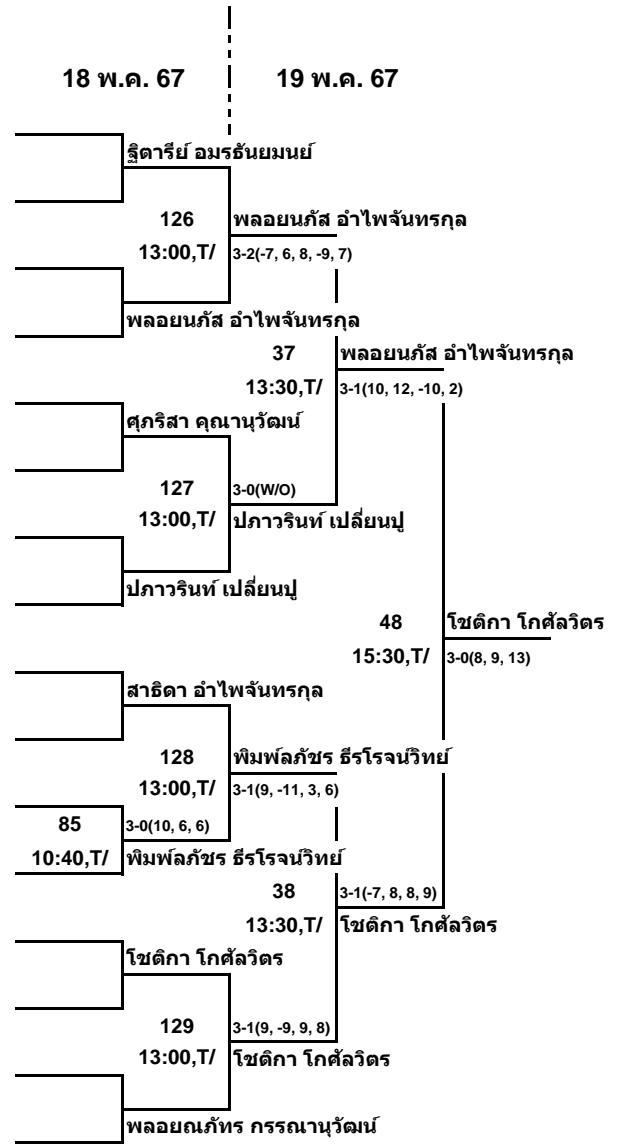 18 พ.ค. 67
19 พ.ค. 67
ฐิตารีย์ อมรธันยมนย์
126
พลอยนภัส อำไพจันทรกุล
13:00,T/
3-2(-7, 6, 8, -9, 7)
พลอยนภัส อำไพจันทรกุล
37
พลอยนภัส อำไพจันทรกุล
13:30,T/
3-1(10, 12, -10, 2)
ศุภริสา คุณานุวัฒน์
127
3-0(W/O)
13:00,T/
ปภาวรินท์ เปลี่ยนปู่
ปภาวรินท์ เปลี่ยนปู่
48
โชติกา โกศัลวิตร
15:30,T/
3-0(8, 9, 13)
สาธิดา อำไพจันทรกุล
128
พิมพ์ลภัชร ธีรโรจน์วิทย์
13:00,T/
3-1(9, -11, 3, 6)
85
3-0(10, 6, 6)
10:40,T/
พิมพ์ลภัชร ธีรโรจน์วิทย์
38
3-1(-7, 8, 8, 9)
13:30,T/
โชติกา โกศัลวิตร
โชติกา โกศัลวิตร
129
3-1(9, -9, 9, 8)
13:00,T/
โชติกา โกศัลวิตร
พลอยณภัทร กรรณานุวัฒน์